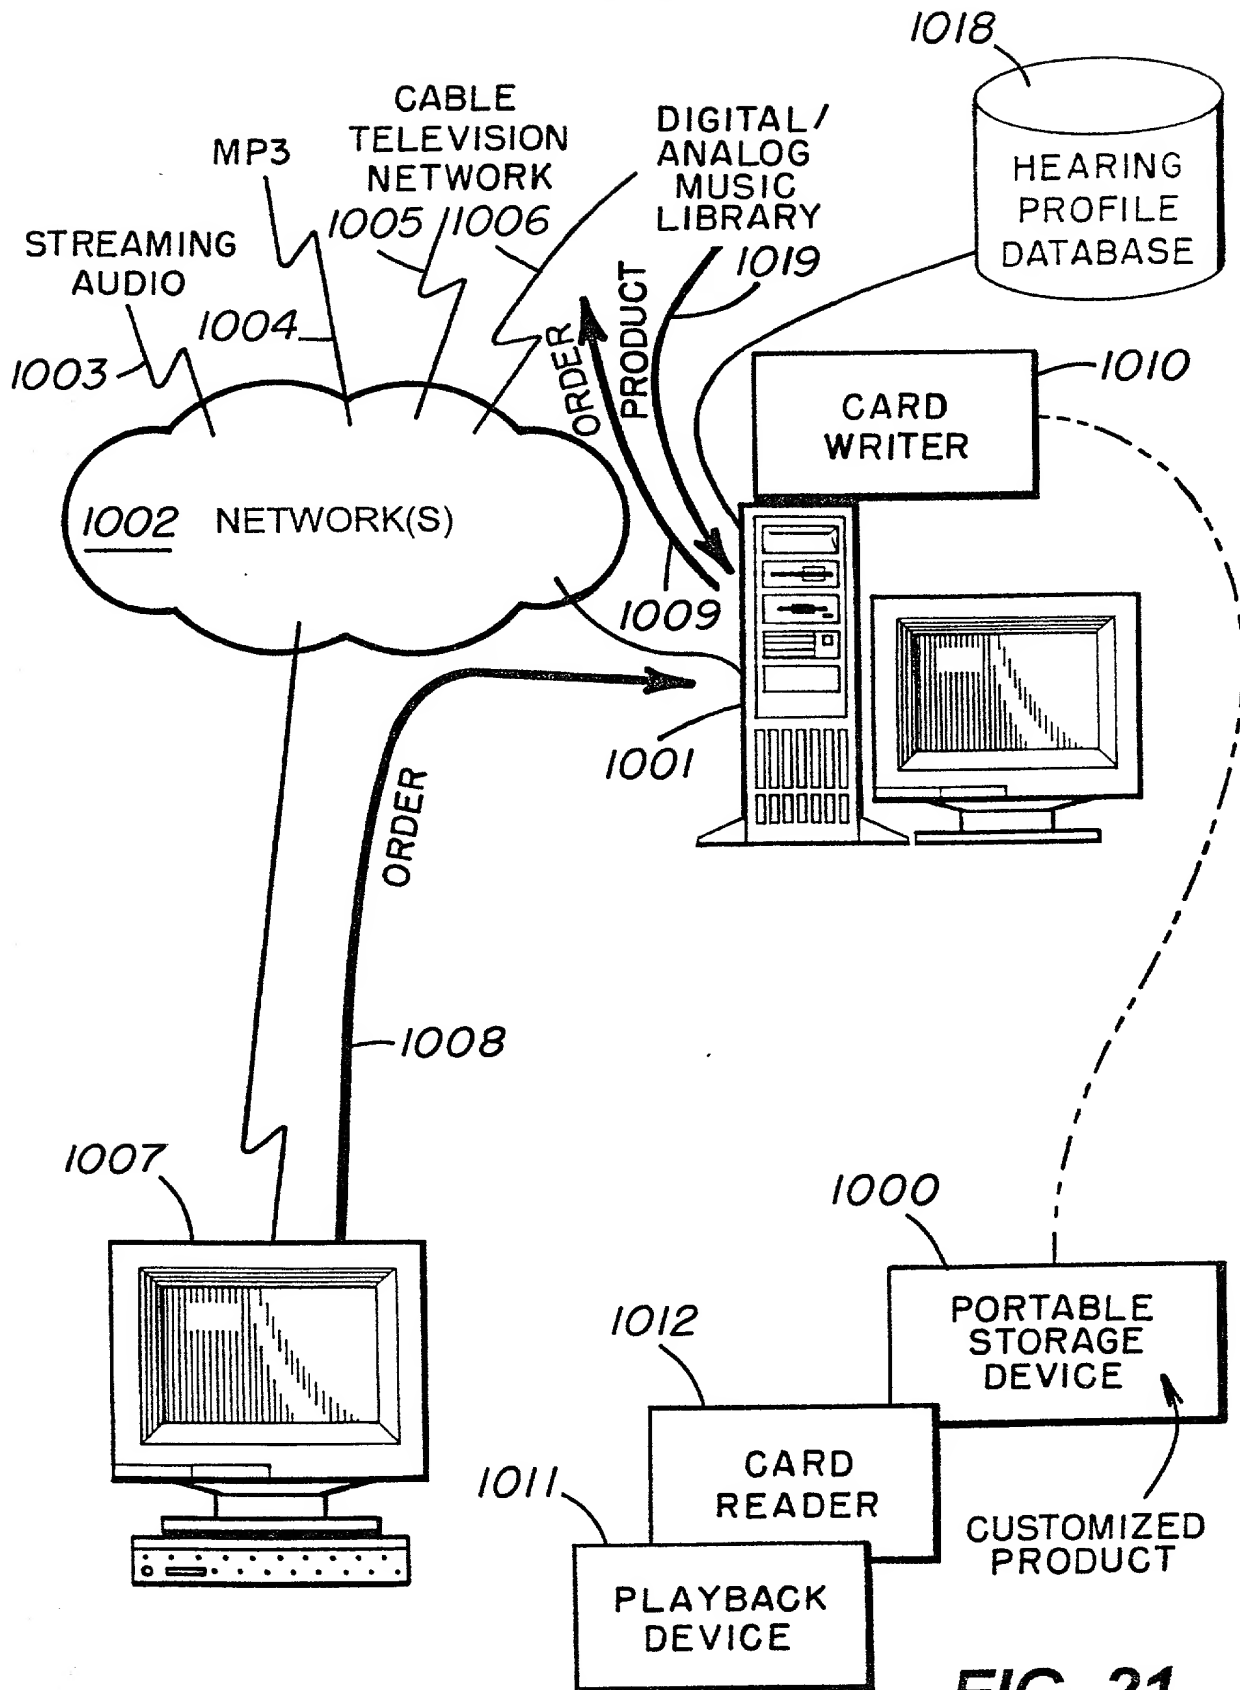 1018
CABLE
TELEVISION
NETWORK
MP3
DIGITAL/
ANALOG
MUSIC
LIBRARY
HEARING
PROFILE
DATABASE
STREAMING
AUDIO
1005
1006
1019
1004
1003
ORDER
PRODUCT
1010
CARD
WRITER
1002 NETWORK(S)
1009
1001
ORDER
1008
1007
1000
PORTABLE
STORAGE
DEVICE
1012
CARD
READER
1011
CUSTOMIZED
PRODUCT
PLAYBACK
DEVICE
FIG. 21